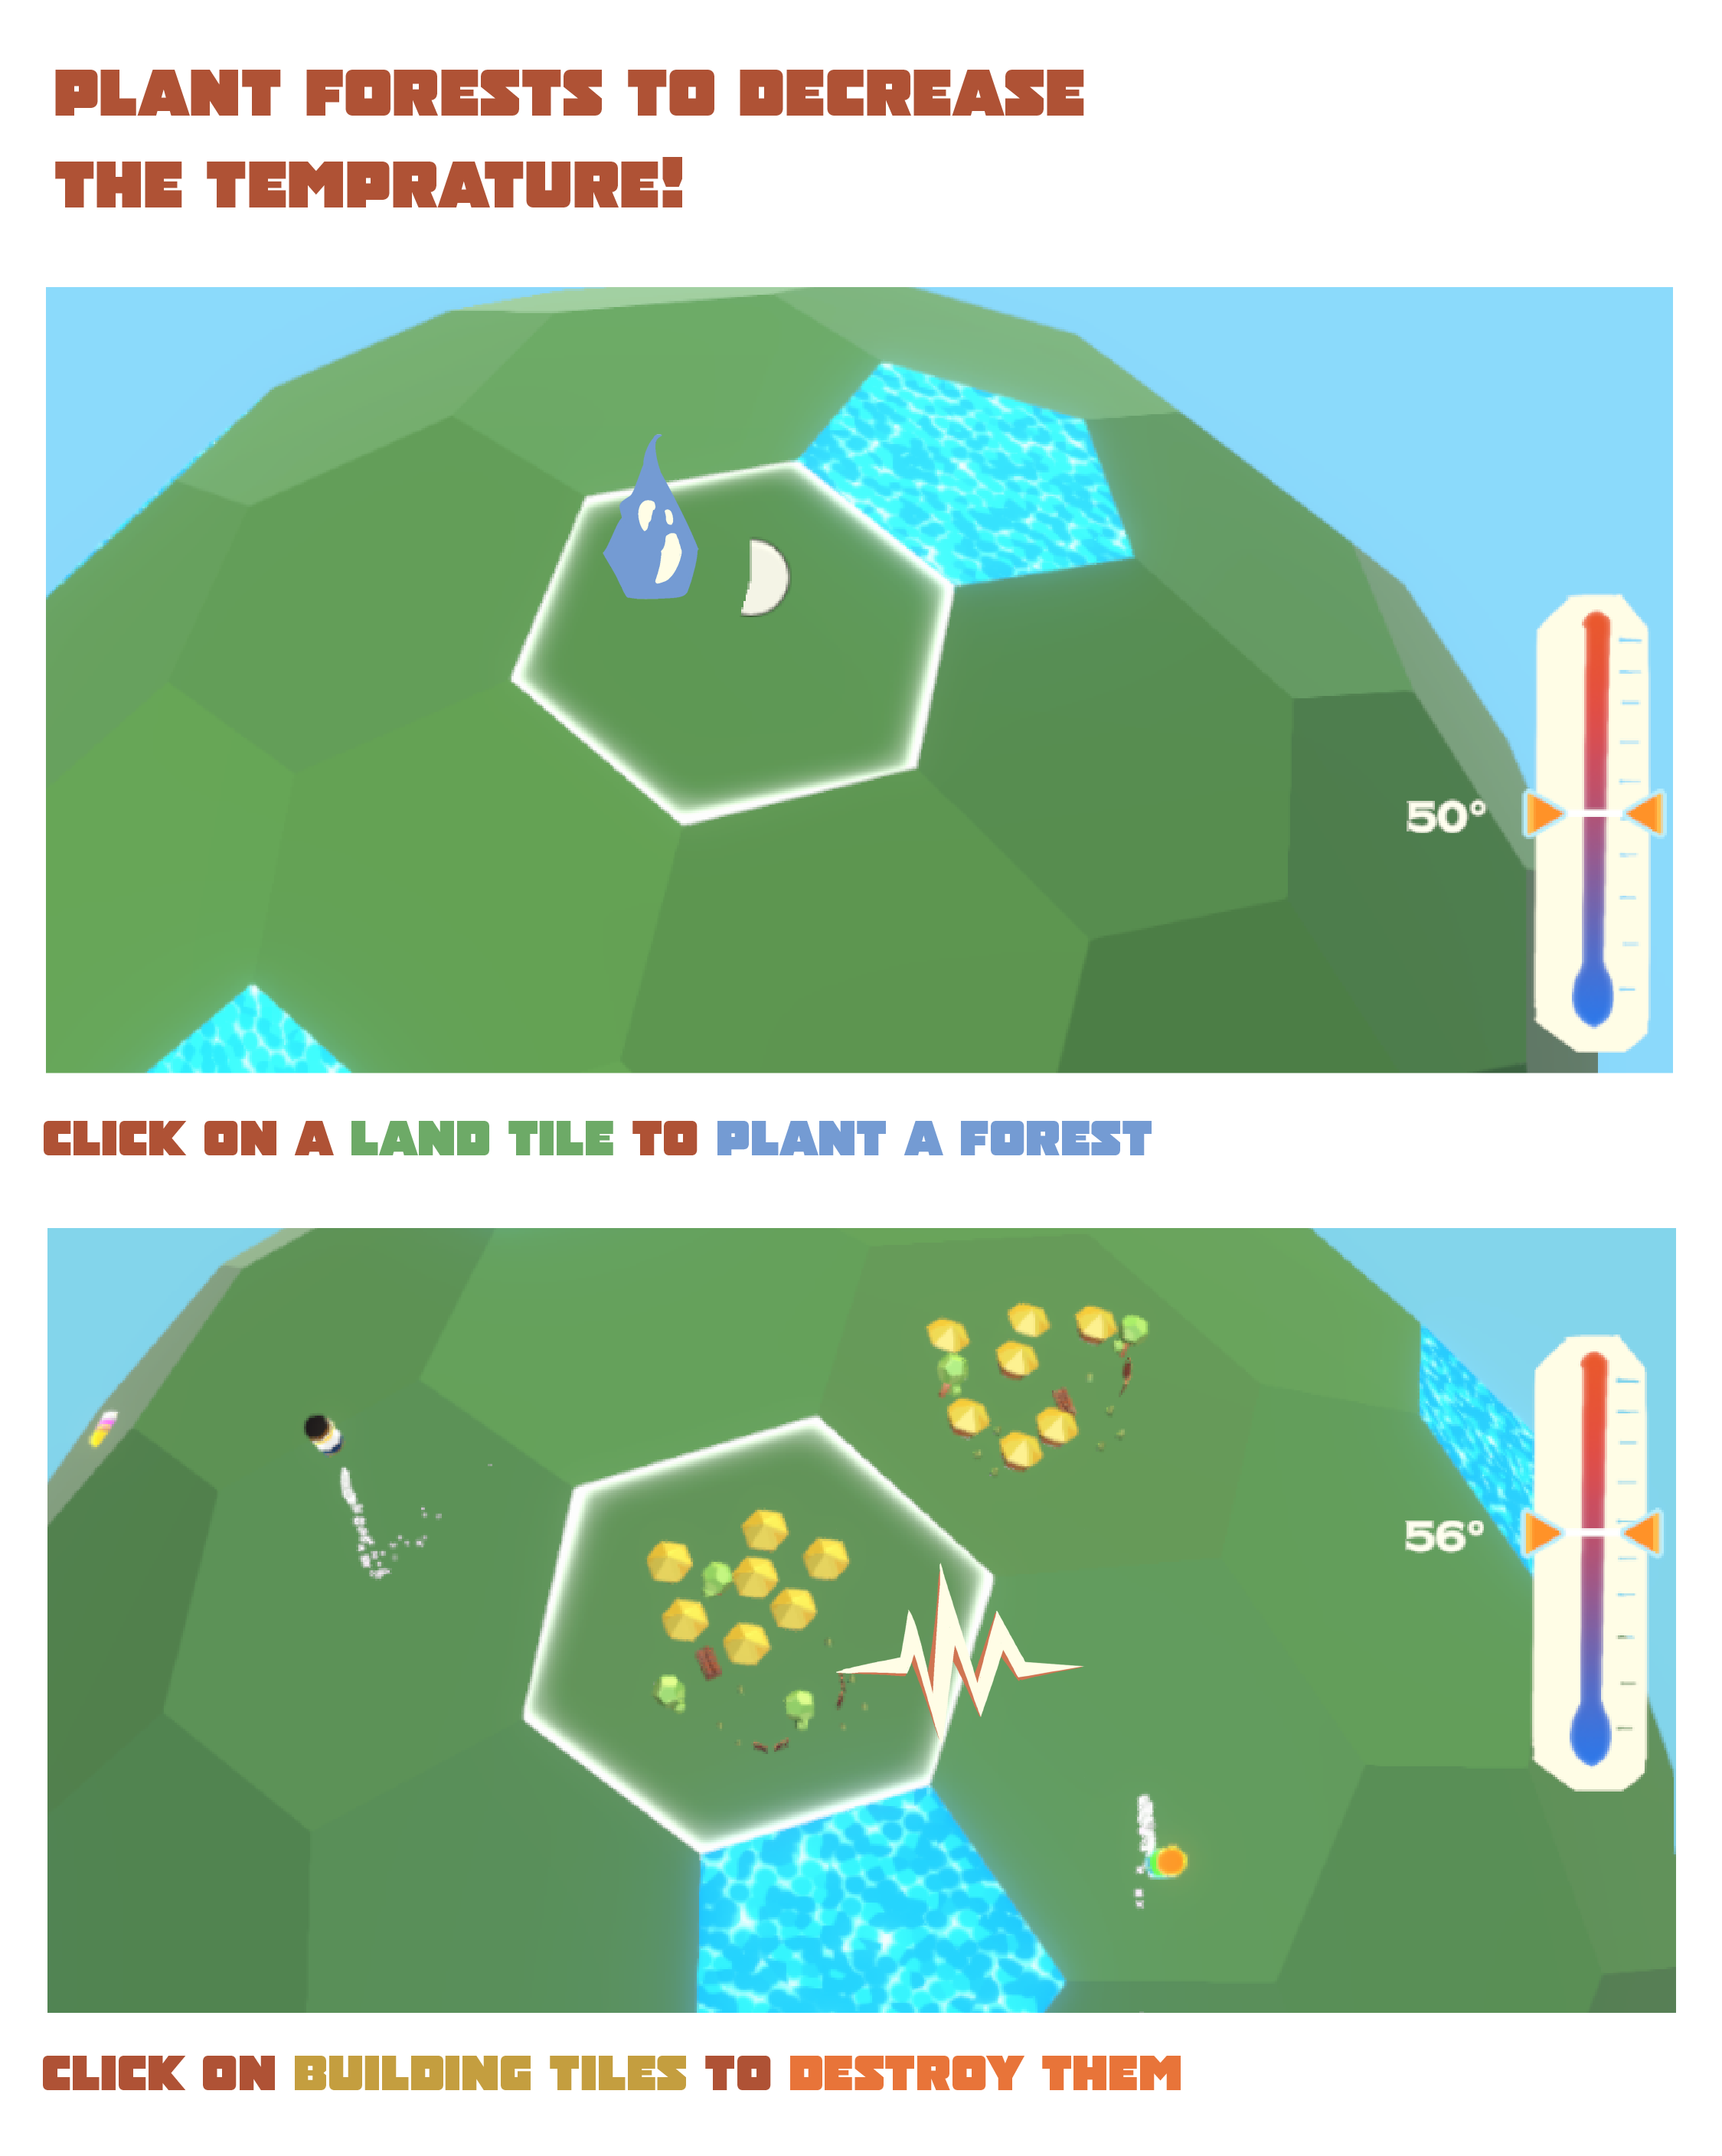 PLANT FORESTS TO DECREASE
THE TEMPRATURE!
50°
CLICK ON A LAND TILE TO PLANT A FOREST
56°
CLICK ON BUILDING TILES TO DESTROY THEM